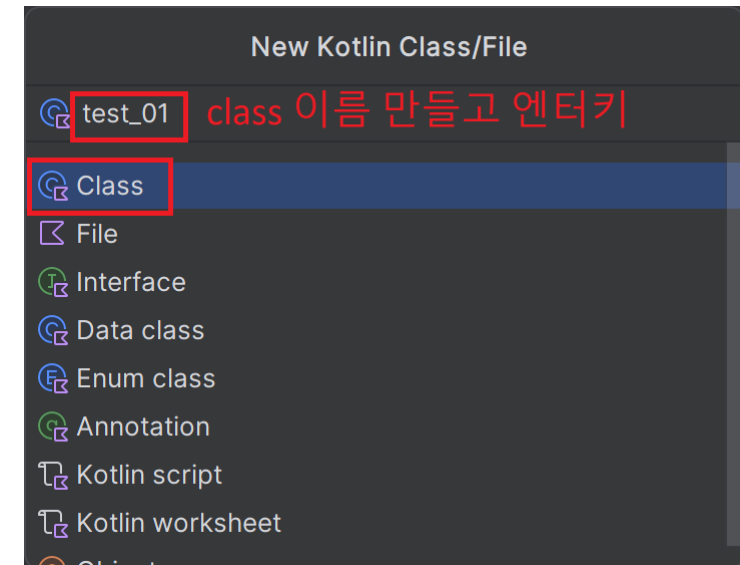 New Kotlin Class/File
test_01 class 이름 만들고 엔터키
Class
File
Interface
Data class
Enum class
Annotation
Kotlin script
Kotlin worksheet